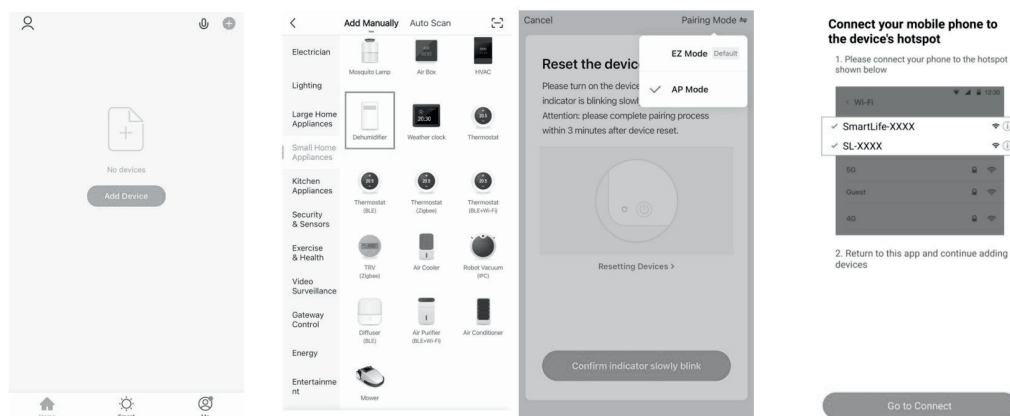 No devices
Add Device
Add Manually Auto Scan
Electrician
Lighting
Large Home
Appliances
Small Home
Appliances
Kitchen
Appliances
Security
& Sensors
Exercise
& Health
Video
Surveillance
Gateway
Control
Energy
Entertainme
nt
Mosquito Lamp
Air Box
HVAC
20:30
20.5
Dehumidifier
Weather clock
Thermostat
20.5
20.5
20.5
Thermostat
(BLE)
Thermostat
(Zigbee)
Thermostat
(BLE+Wi-Fi)
TRV
(Zigbee)
Air Cooler
Robot Vacuum
(IPC)
Diffuser
(BLE)
Air Purifier
(BLE+Wi-Fi)
Air Conditioner
Mower
Cancel
Pairing Mode
EZ Mode Default
AP Mode
Reset the devic
Please turn on the device
indicator is blinking slowl
Attention: please complete pairing process
within 3 minutes after device reset.
Resetting Devices >
Confirm indicator slowly blink
Connect your mobile phone to
the device's hotspot
1. Please connect your phone to the hotspot
shown below
12:00
< Wi-Fi
SmartLife-XXXX
SL-XXXX
5G
Guest
4G
2. Return to this app and continue adding
devices
Go to Connect